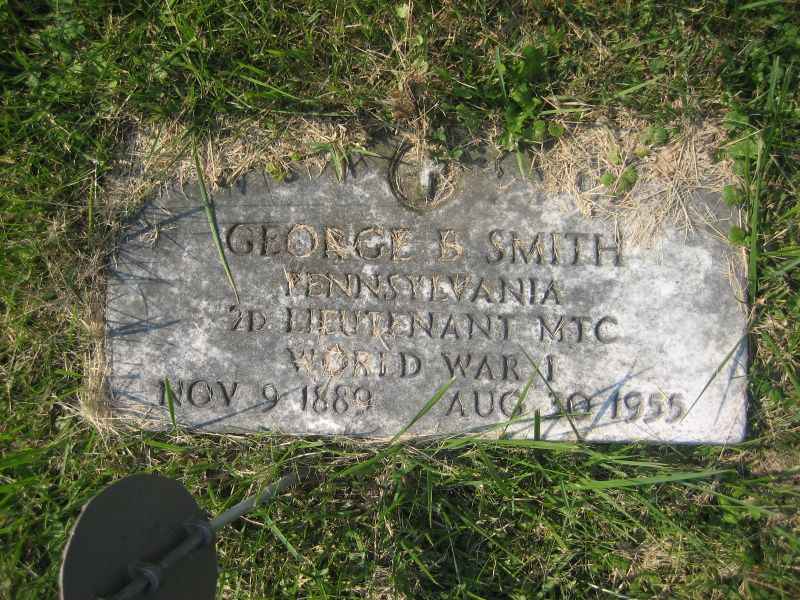 GEORGE B SMITH
PENNSYLVANIA
2D LIEUTENANT MTC
WORLD WAR I
NOV 9 1889 AUG 30 1955